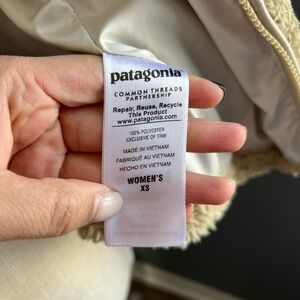 patagonia
COMMON THREADS
PARTNERSHIP
Repair, Reuse, Recycle
This Product
www.patagonia.com
100% POLYESTER
EXCLUSIVE OF TRIM
MADE IN VIETNAM
FABRIQUÉ AU VIETNAM
HECHO EN VIETNAM
WOMEN'S
XS